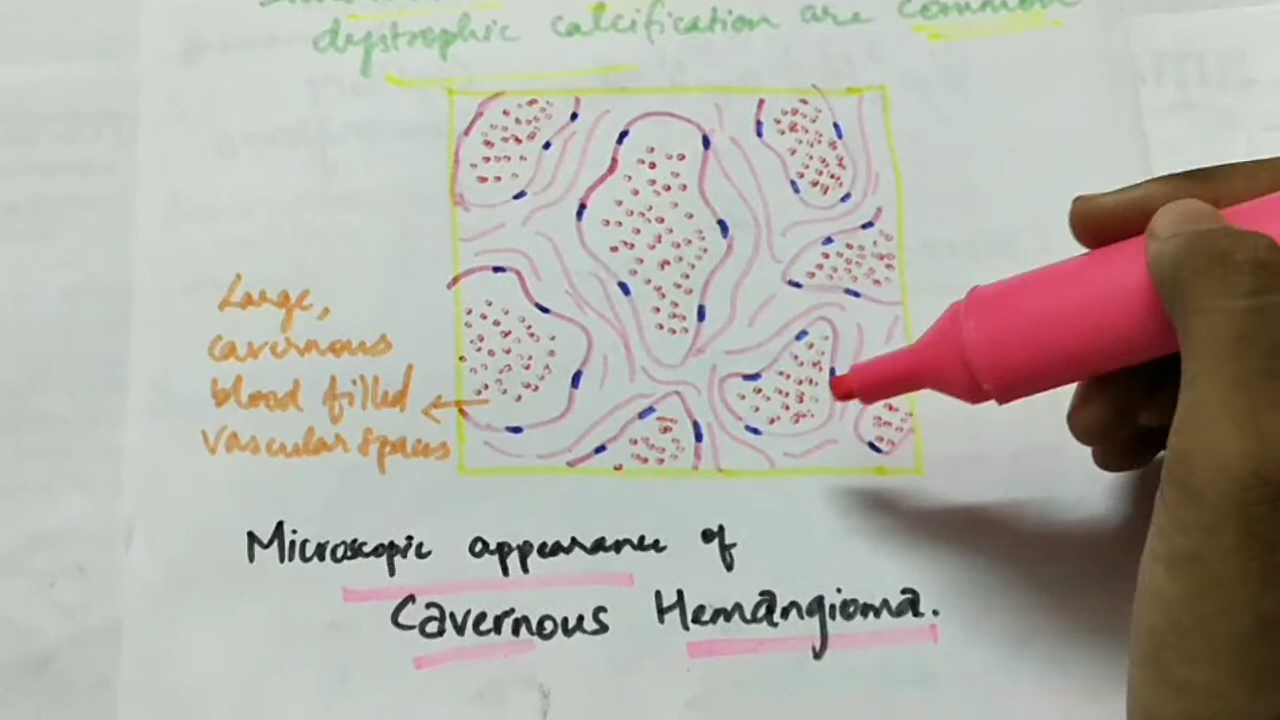 dystrophic calcification are common
Large,
cavernous
blood filled
vascular spaces
Microscopic appearance of
Cavernous Hemangioma.